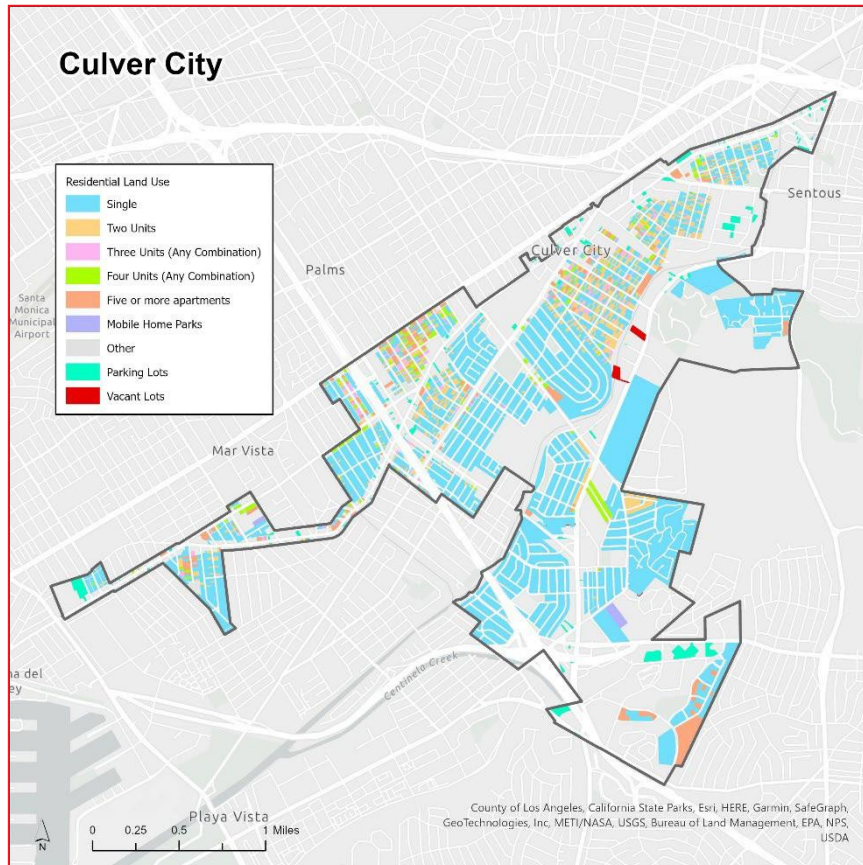 Culver City
Residential Land Use
Single
Two Units
Three Units (Any Combination)
Four Units (Any Combination)
Five or more apartments
Mobile Home Parks
Other
Parking Lots
Vacant Lots
Sentous
Culver City
Palms
Santa
Monica
Municipal
Airport
Mar Vista
Centinela Creek
na del
ey
Playa Vista
N
0 0.25 0.5 1 Miles
County of Los Angeles, California State Parks, Esri, HERE, Garmin, SafeGraph,
GeoTechnologies, Inc, METI/NASA, USGS, Bureau of Land Management, EPA, NPS,
USDA